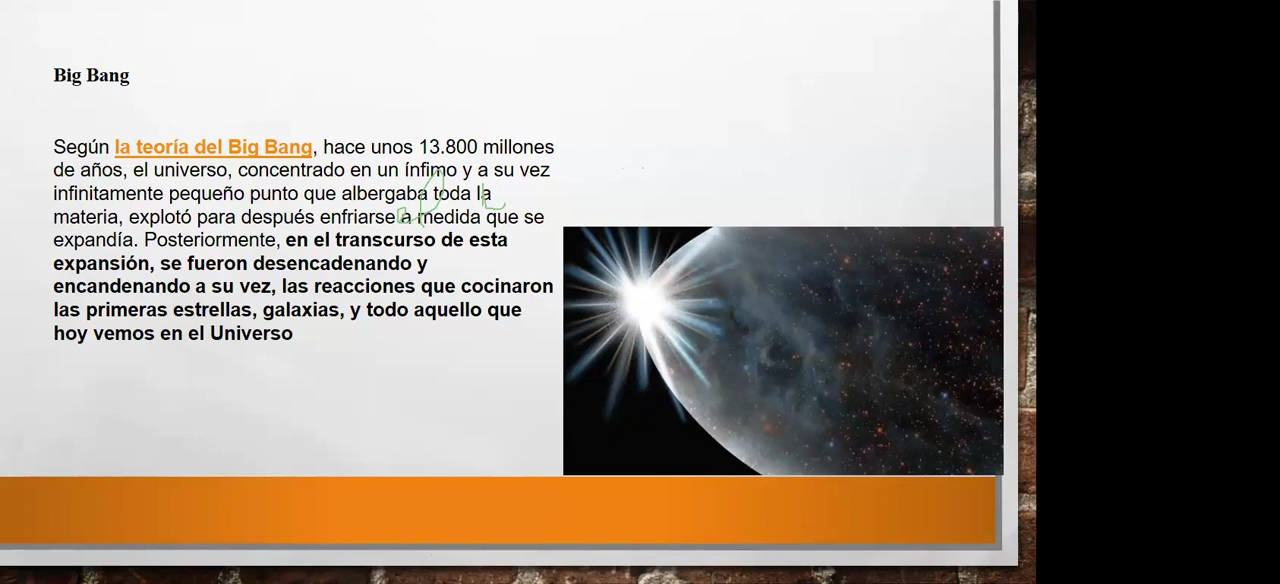 Big Bang
Según la teoría del Big Bang, hace unos 13.800 millones
de años, el universo, concentrado en un ínfimo y a su vez
infinitamente pequeño punto que albergaba toda la
materia, explotó para después enfriarse a medida que se
expandía. Posteriormente, en el transcurso de esta
expansión, se fueron desencadenando y
encandenando a su vez, las reacciones que cocinaron
las primeras estrellas, galaxias, y todo aquello que
hoy vemos en el Universo